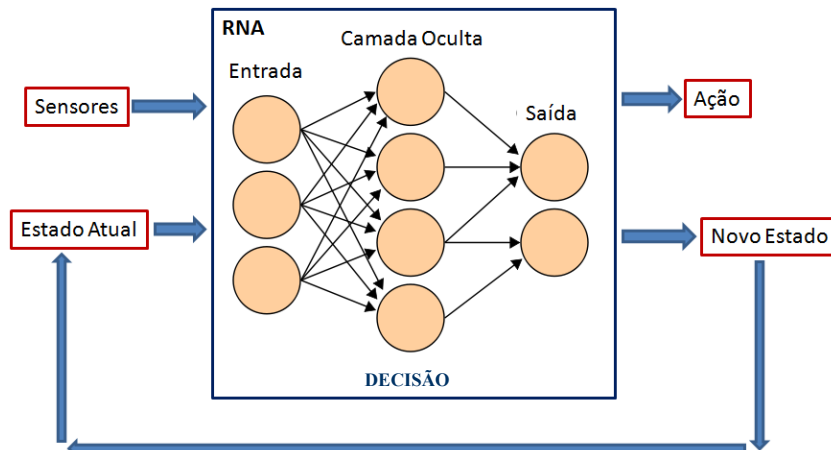 RNA
Camada Oculta
Entrada
Sensores
Saída
Ação
Estado Atual
Novo Estado
DECISÃO